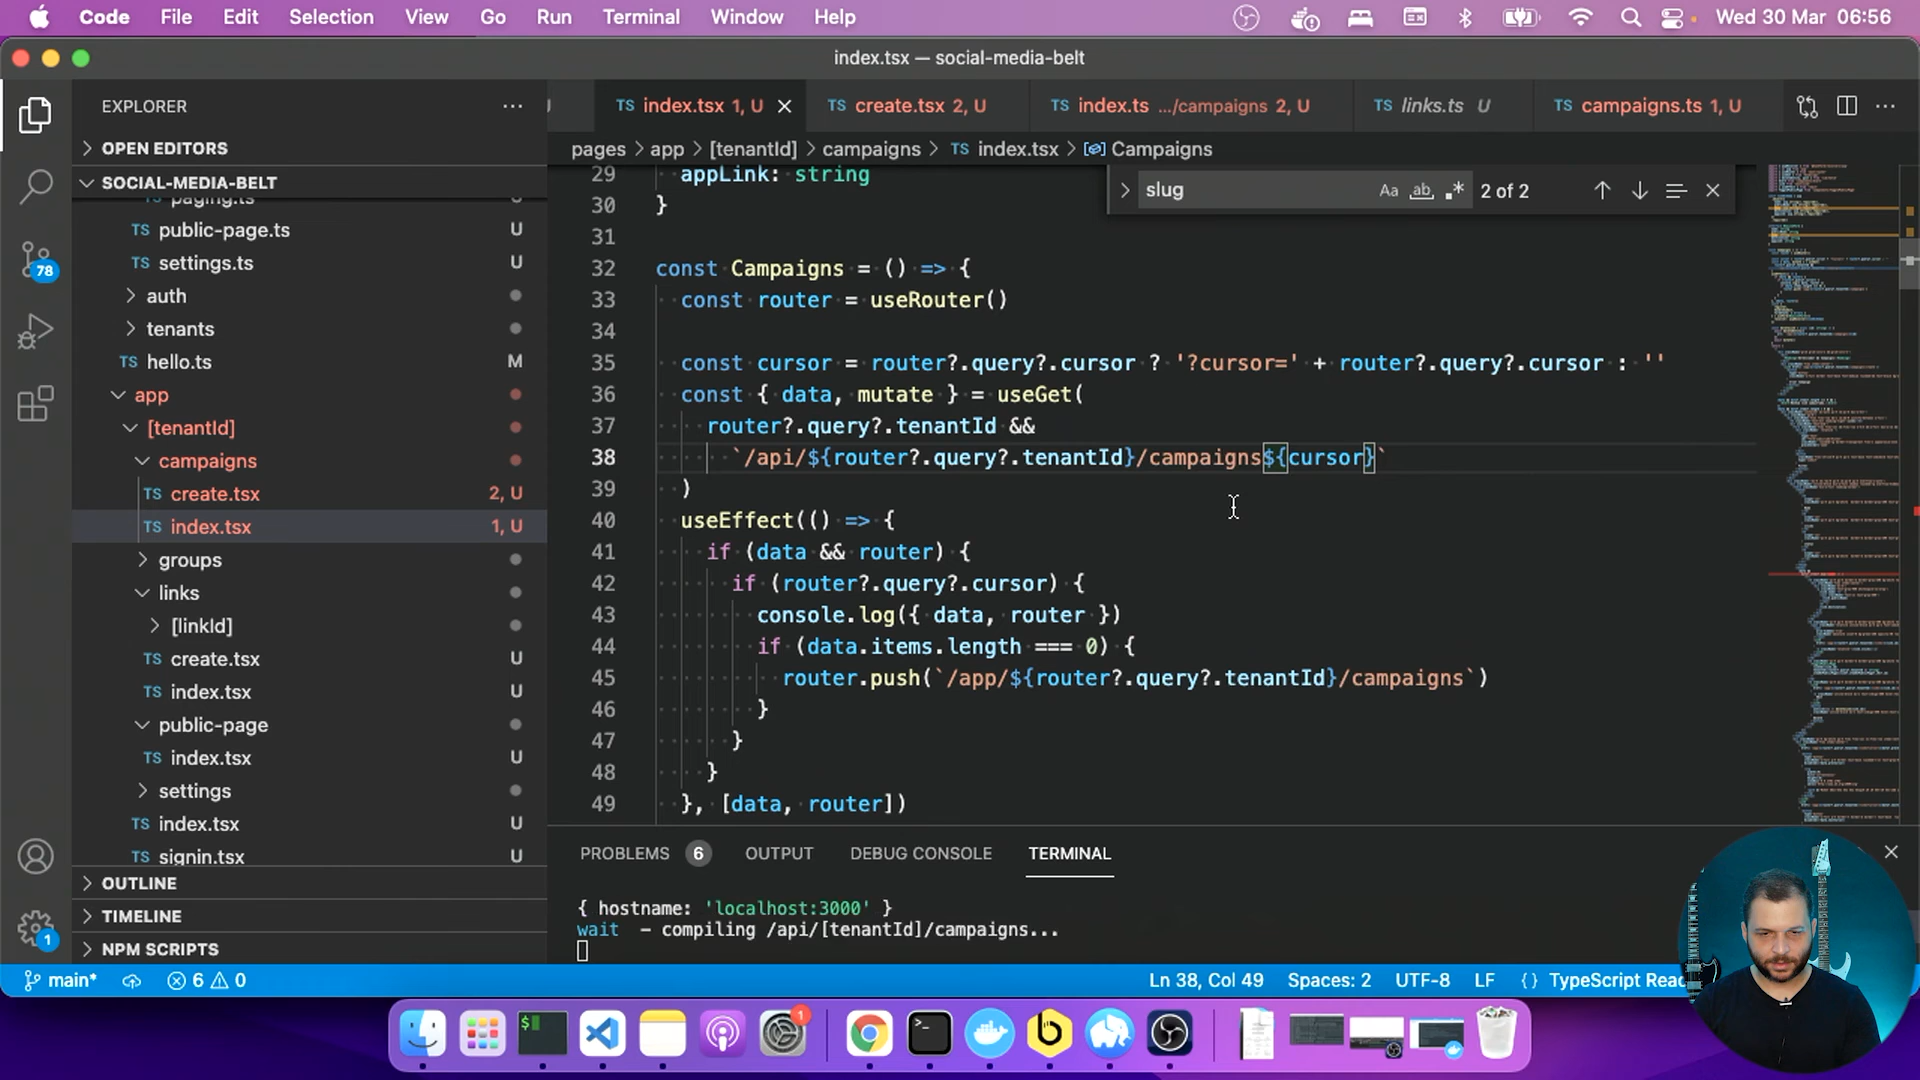 Code File Edit Selection View Go Run Terminal Window Help Wed 30 Mar 06:56
index.tsx — social-media-belt
EXPLORER ···
U TS index.tsx 1, U TS create.tsx 2, U TS index.ts .../campaigns 2, U TS links.ts U TS campaigns.ts 1, U
pages > app > [tenantId] > campaigns > TS index.tsx > Campaigns
slug Aa ab 2 of 2
OPEN EDITORS
SOCIAL-MEDIA-BELT
TS paging.ts
TS public-page.ts U
TS settings.ts U
auth
tenants
TS hello.ts M
app
[tenantId]
campaigns
TS create.tsx 2, U
TS index.tsx 1, U
groups
links
[linkId]
TS create.tsx U
TS index.tsx U
public-page
TS index.tsx U
settings
TS index.tsx U
TS signin.tsx U
OUTLINE
TIMELINE
NPM SCRIPTS
78
1
29 appLink: string
30 }
31
32 const Campaigns = () => {
33 const router = useRouter()
34
35 const cursor = router?.query?.cursor ? '?cursor=' + router?.query?.cursor : ''
36 const { data, mutate } = useGet(
37 router?.query?.tenantId &&
38 `/api/${router?.query?.tenantId}/campaigns${cursor}`
39 )
40 useEffect(() => {
41 if (data && router) {
42 if (router?.query?.cursor) {
43 console.log({ data, router })
44 if (data.items.length === 0) {
45 router.push(`/app/${router?.query?.tenantId}/campaigns`)
46 }
47 }
48 }
49 }, [data, router])
PROBLEMS 6 OUTPUT DEBUG CONSOLE TERMINAL
{ hostname: 'localhost:3000' }
wait - compiling /api/[tenantId]/campaigns...
main* 6 0 Ln 38, Col 49 Spaces: 2 UTF-8 LF {} TypeScript Reac
1